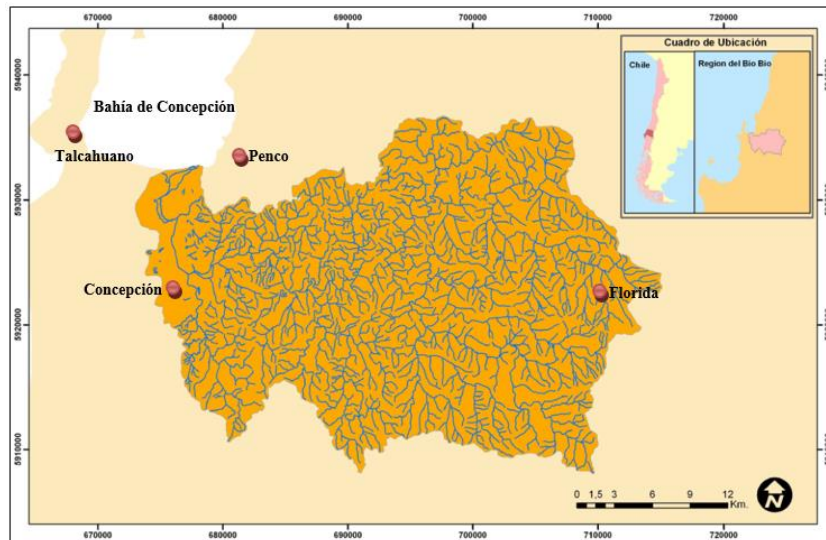 670000 680000 690000 700000 710000 720000
Cuadro de Ubicación
Chile
Region del Bio Bio
5940000
5930000
5920000
5910000
Bahía de Concepción
Talcahuano
Penco
Concepción
Florida
0 1,5 3 6 9 12
Km.
N
670000 680000 690000 700000 710000 720000